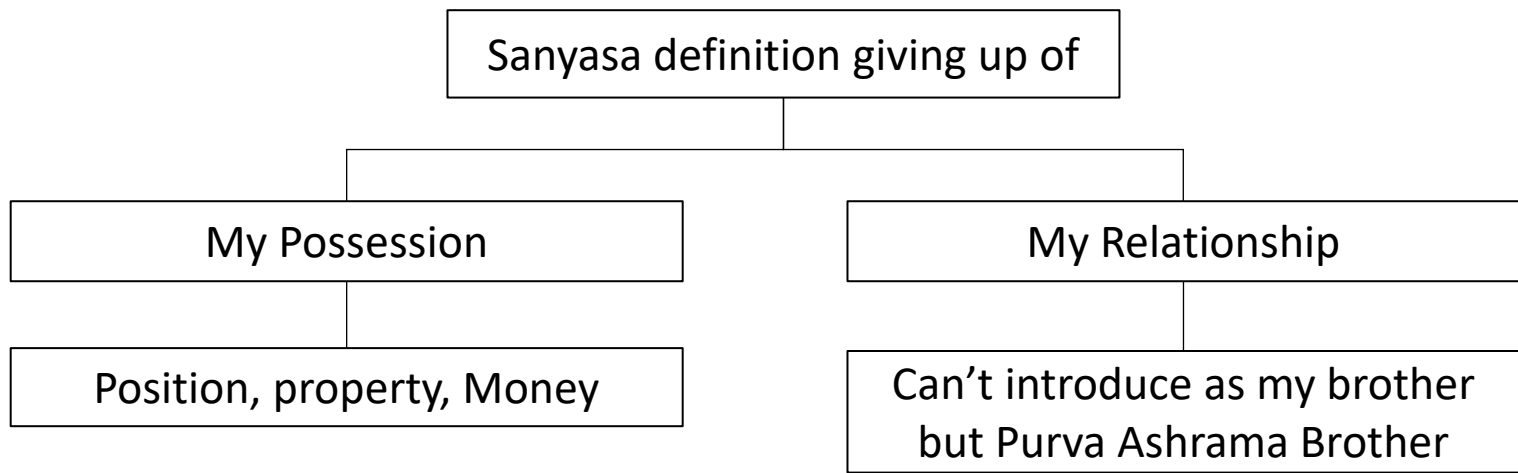 Sanyasa definition giving up of
My Possession
My Relationship
Position, property, Money
Can’t introduce as my brother
but Purva Ashrama Brother